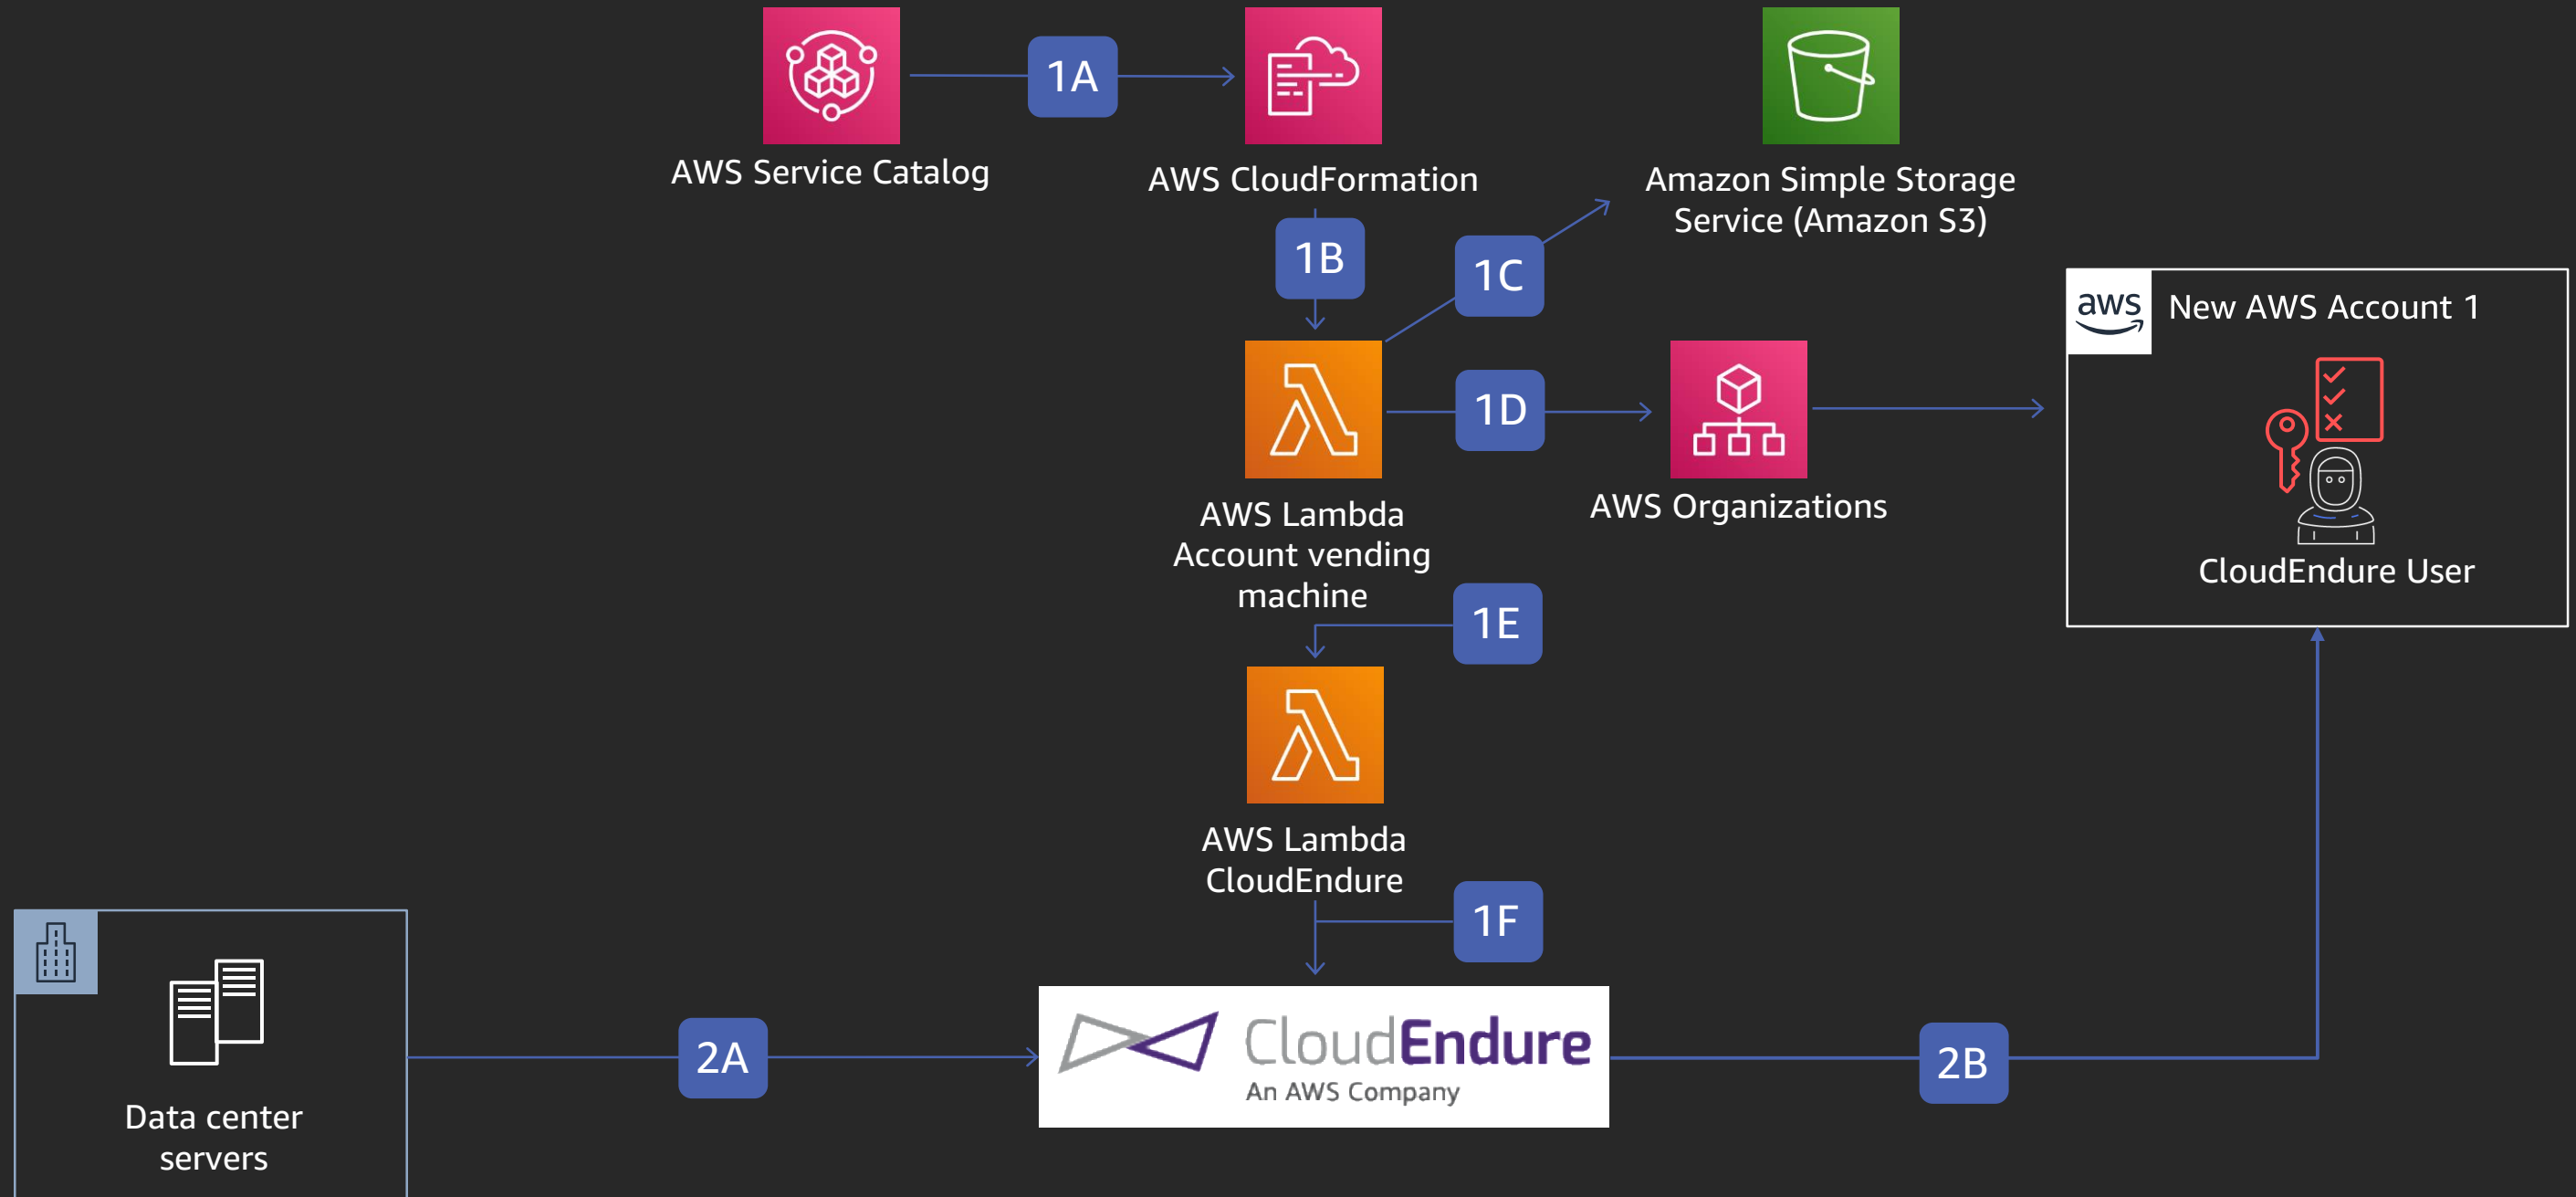 1A
AWS Service Catalog
AWS CloudFormation
Amazon Simple Storage
Service (Amazon S3)
1B
1C
aws
New AWS Account 1
1D
AWS Lambda
Account vending
machine
AWS Organizations
CloudEndure User
1E
AWS Lambda
CloudEndure
1F
CloudEndure
An AWS Company
2A
2B
Data center
servers